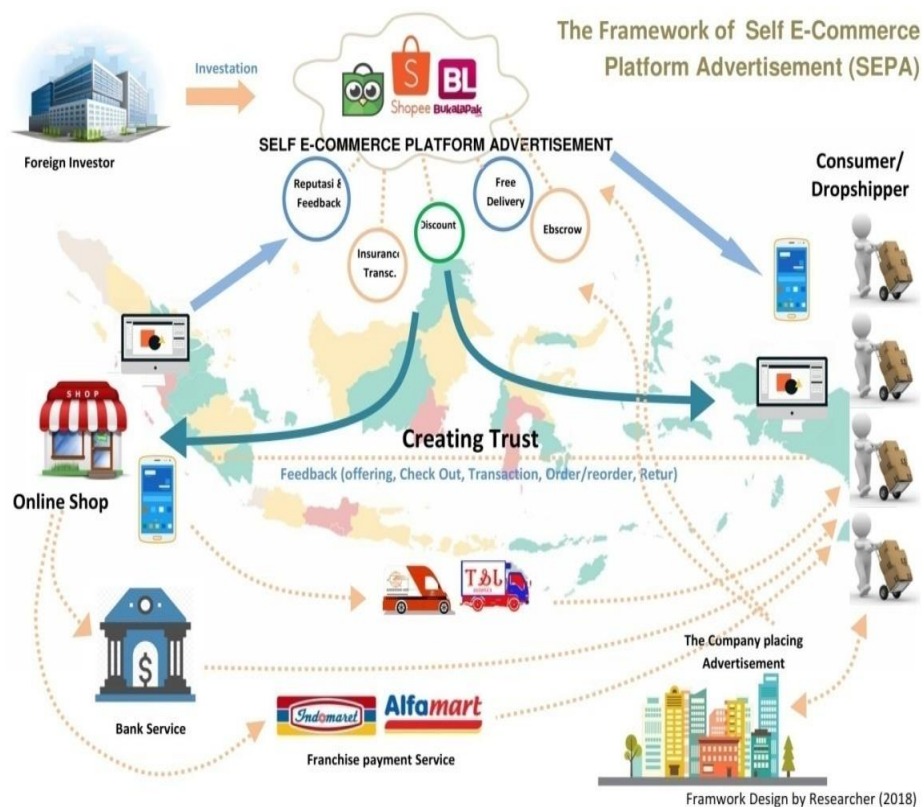 The Framework of Self E-Commerce
Platform Advertisement (SEPA)
Investation
Foreign Investor
Shopee
BL
BukaLapak
SELF E-COMMERCE PLATFORM ADVERTISEMENT
Consumer/
Dropshipper
Reputasi &
Feedback
Insurance
Transc.
Discount
Free
Delivery
Ebscrow
SHOP
Online Shop
Creating Trust
Feedback (offering, Check Out, Transaction, Order/reorder, Retur)
The Company placing
Advertisement
Bank Service
$
Indomaret
Alfamart
Franchise payment Service
Framwork Design by Researcher (2018)